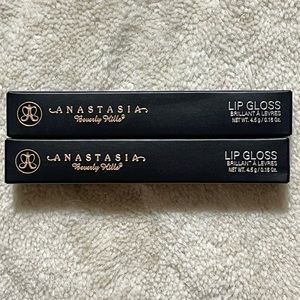 ANASTASIA
Beverly Hills
LIP GLOSS
BRILLANT À LÈVRES
NET WT. 4.5 g / 0.16 Oz.
ANASTASIA
Beverly Hills
LIP GLOSS
BRILLANT À LÈVRES
NET WT. 4.5 g / 0.16 Oz.